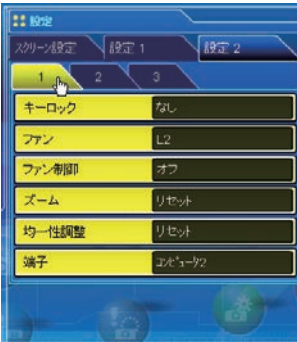 設定
スクリーン設定 設定 1 設定 2
1 2 3
キーロック なし
ファン L2
ファン制御 オフ
ズーム リセット
均一性調整 リセット
端子 コンピュータ2